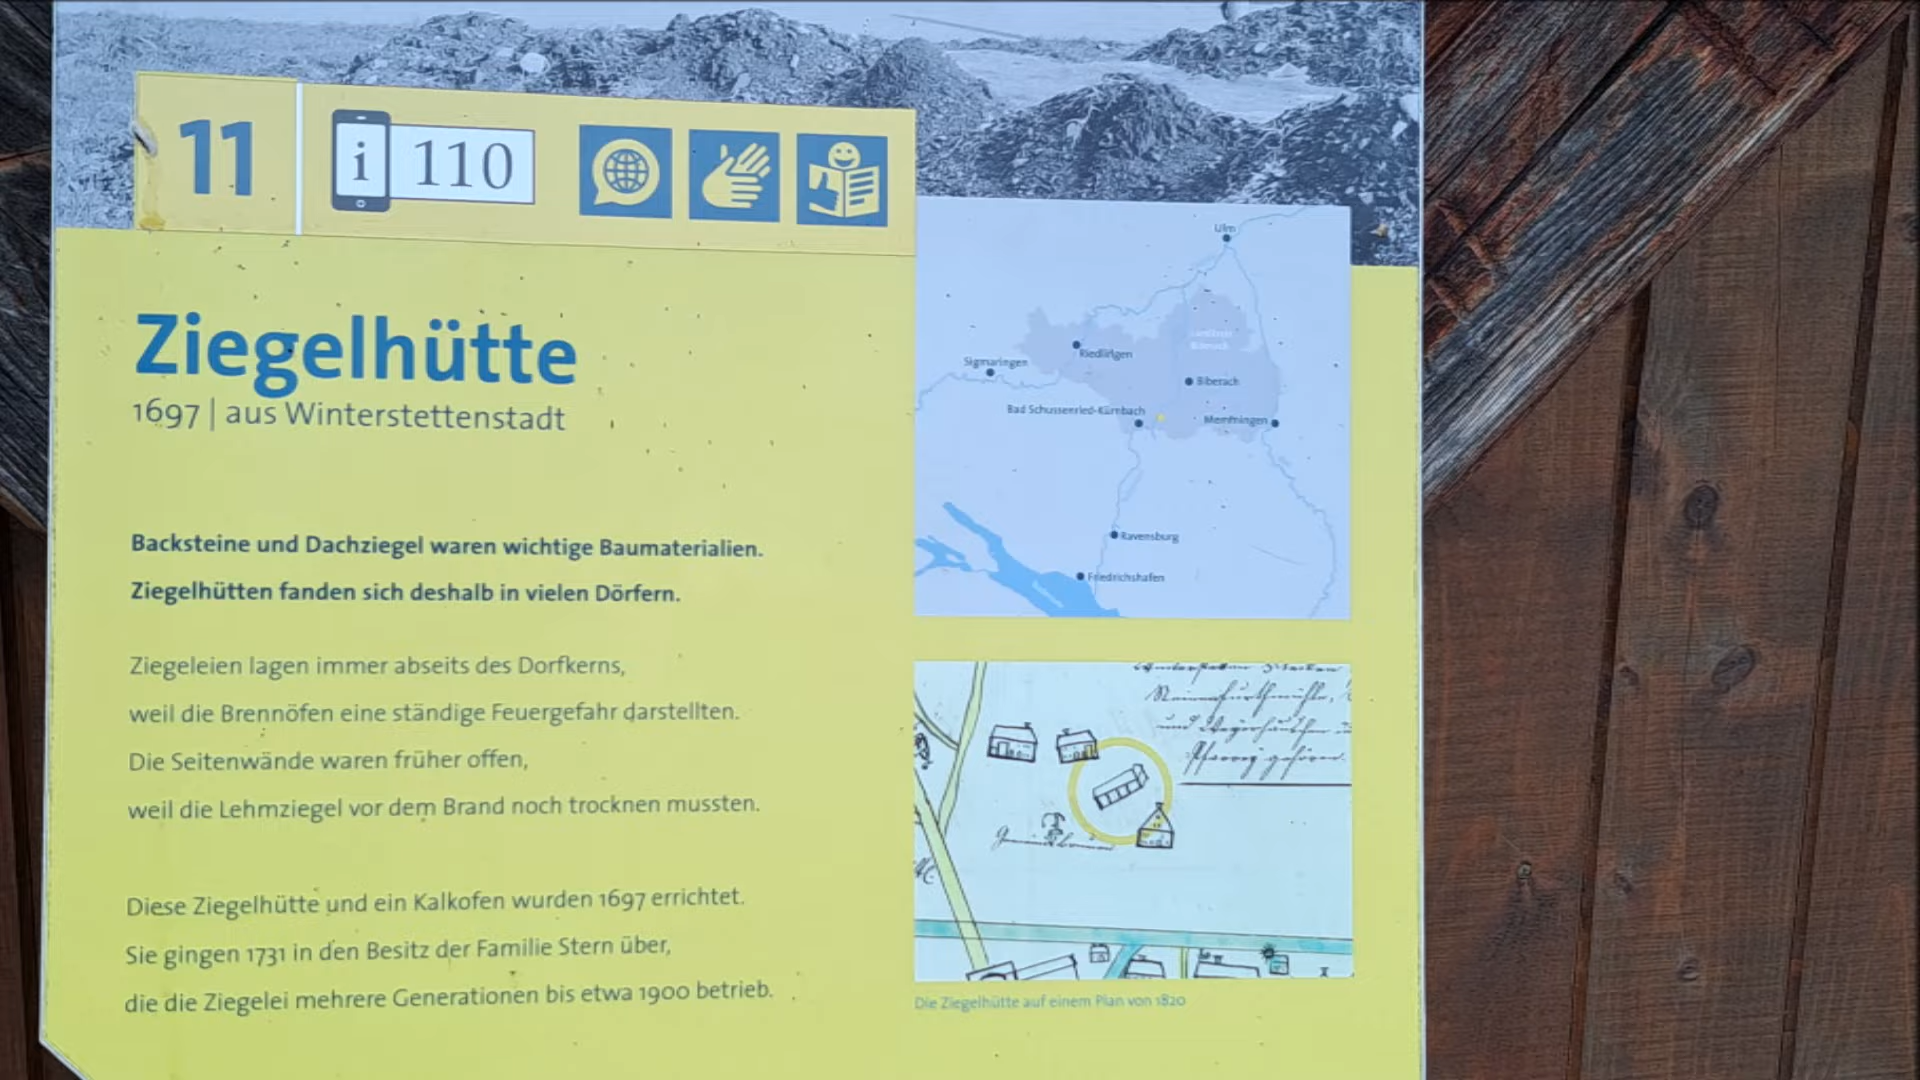 11
i 110
Ziegelhütte
1697 | aus Winterstettenstadt
Backsteine und Dachziegel waren wichtige Baumaterialien.
Ziegelhütten fanden sich deshalb in vielen Dörfern.
Ziegeleien lagen immer abseits des Dorfkerns,
weil die Brennöfen eine ständige Feuergefahr darstellten.
Die Seitenwände waren früher offen,
weil die Lehmziegel vor dem Brand noch trocknen mussten.
Diese Ziegelhütte und ein Kalkofen wurden 1697 errichtet.
Sie gingen 1731 in den Besitz der Familie Stern über,
die die Ziegelei mehrere Generationen bis etwa 1900 betrieb.
Ulm
Riedlingen
Sigmaringen
Biberach
Bad Schussenried-Kürnbach
Memmingen
Ravensburg
Friedrichshafen
und
Die Ziegelhütte auf einem Plan von 1820